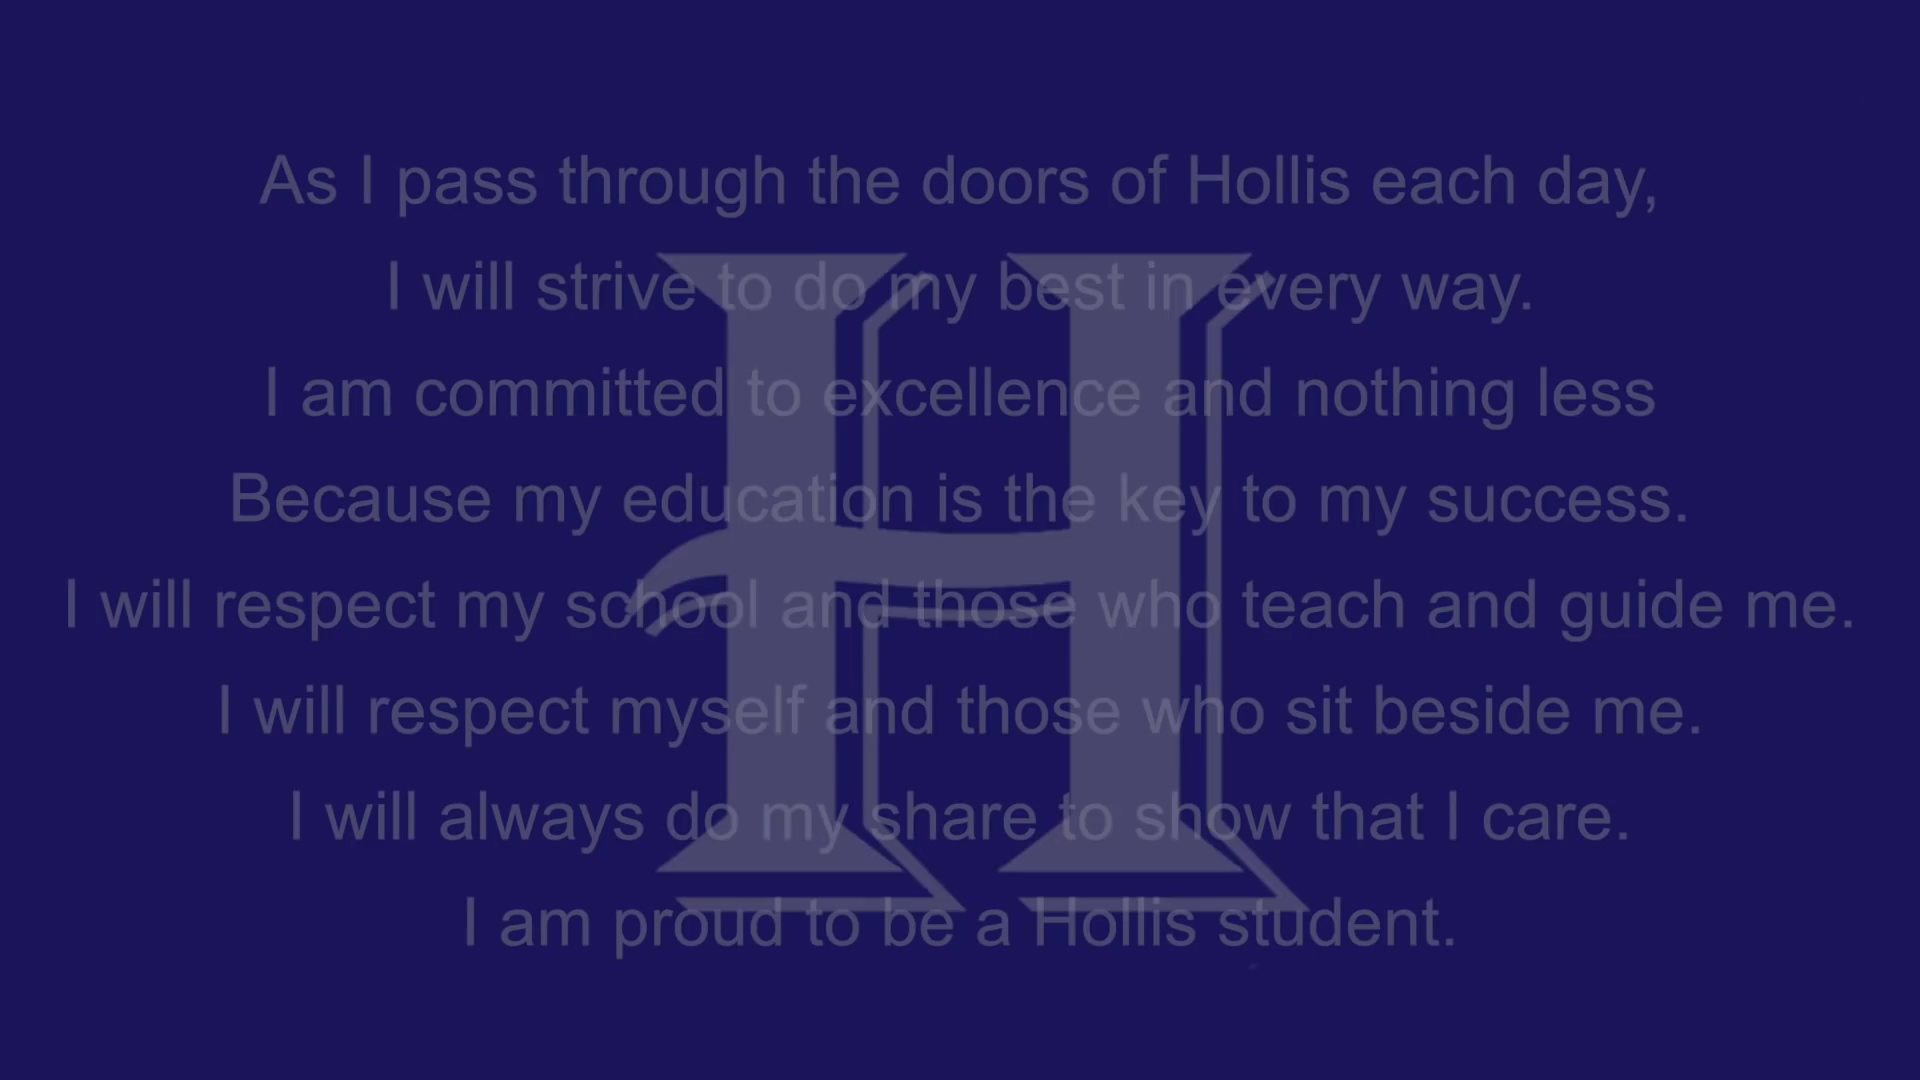 As I pass through the doors of Hollis each day,
I will strive to do my best in every way.
I am committed to excellence and nothing less
Because my education is the key to my success.
I will respect my school and those who teach and guide me.
I will respect myself and those who sit beside me.
I will always do my share to show that I care.
I am proud to be a Hollis student.
H